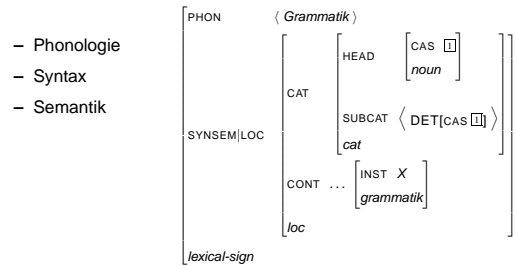 – Phonologie
– Syntax
– Semantik
PHON ⟨ Grammatik ⟩
SYNSEM|LOC
CAT
HEAD
CAS 1
noun
SUBCAT ⟨ DET[CAS 1] ⟩
cat
CONT ...
INST X
grammatik
loc
lexical-sign